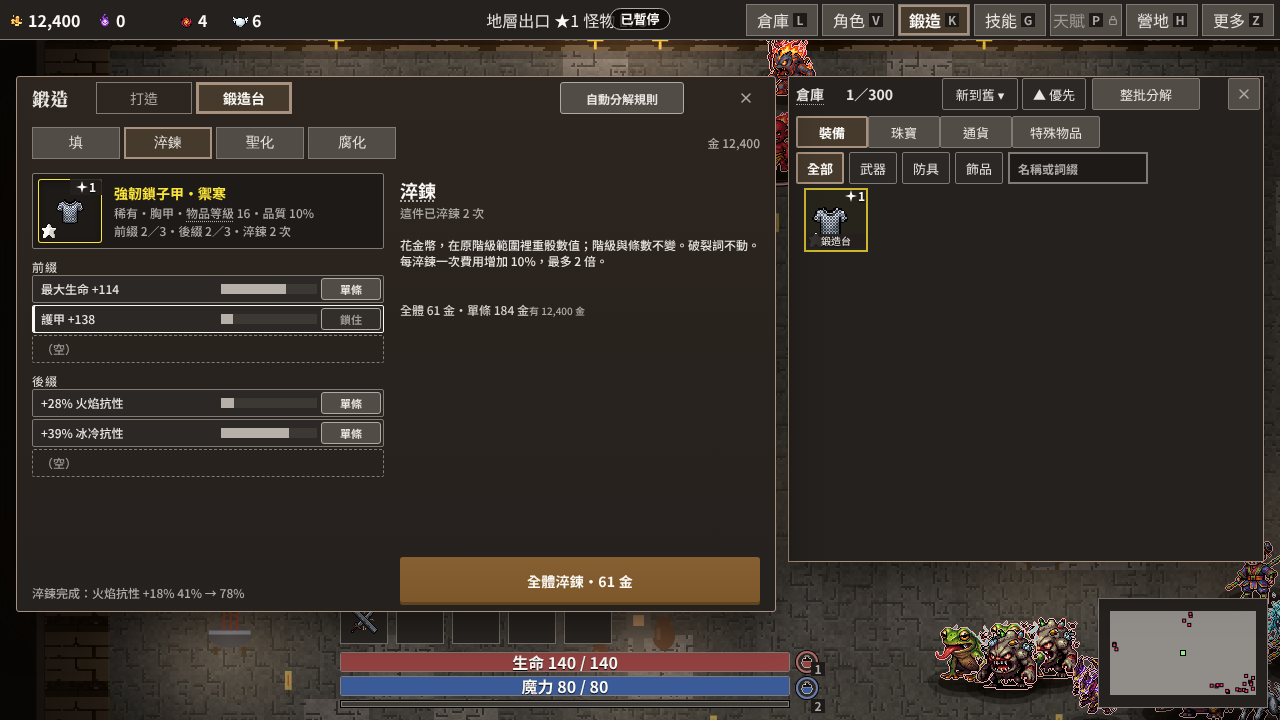 12,400 0 4 6 地層出口 ★1 怪物 已暫停 倉庫 L 角色 V 鍛造 K 技能 G 天賦 P 營地 H 更多 Z
鍛造 打造 鍛造台 自動分解規則 ×
填 淬鍊 聖化 腐化 金 12,400
1
強韌鎖子甲・禦寒
稀有・胸甲・物品等級 16・品質 10%
前綴 2／3・後綴 2／3・淬鍊 2 次
前綴
最大生命 +114 單條
護甲 +138 鎖住
（空）
後綴
+28% 火焰抗性 單條
+39% 冰冷抗性 單條
（空）
淬鍊完成：火焰抗性 +18% 41% → 78%
淬鍊
這件已淬鍊 2 次
花金幣，在原階級範圍裡重骰數值；階級與條數不變。破裂詞不動。
每淬鍊一次費用增加 10%，最多 2 倍。
全體 61 金・單條 184 金有 12,400 金
全體淬鍊・61 金
倉庫 1／300 新到舊 ▾ ▲ 優先 整批分解 ×
裝備 珠寶 通貨 特殊物品
全部 武器 防具 飾品 名稱或詞綴
1
鍛造台
生命 140 / 140 1
魔力 80 / 80
2